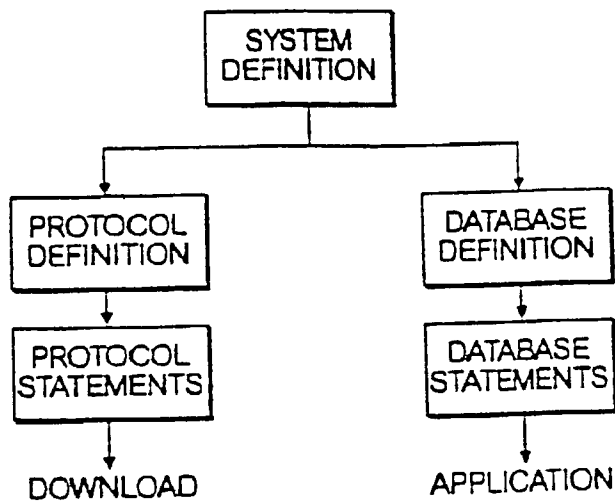 SYSTEM
DEFINITION
PROTOCOL
DEFINITION
DATABASE
DEFINITION
PROTOCOL
STATEMENTS
DATABASE
STATEMENTS
DOWNLOAD
APPLICATION